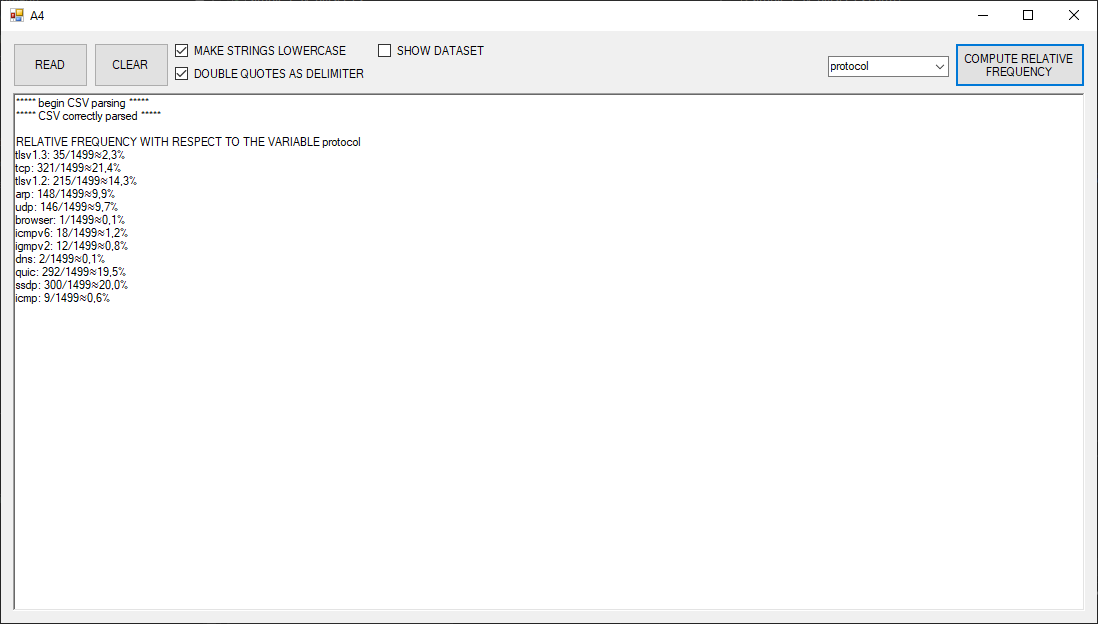 A4
READ
CLEAR
MAKE STRINGS LOWERCASE
SHOW DATASET
DOUBLE QUOTES AS DELIMITER
protocol
COMPUTE RELATIVE
FREQUENCY
***** begin CSV parsing *****
***** CSV correctly parsed *****
RELATIVE FREQUENCY WITH RESPECT TO THE VARIABLE protocol
tlsv1.3: 35/1499≈2,3%
tcp: 321/1499≈21,4%
tlsv1.2: 215/1499≈14,3%
arp: 148/1499≈9,9%
udp: 146/1499≈9,7%
browser: 1/1499≈0,1%
icmpv6: 18/1499≈1,2%
igmpv2: 12/1499≈0,8%
dns: 2/1499≈0,1%
quic: 292/1499≈19,5%
ssdp: 300/1499≈20,0%
icmp: 9/1499≈0,6%